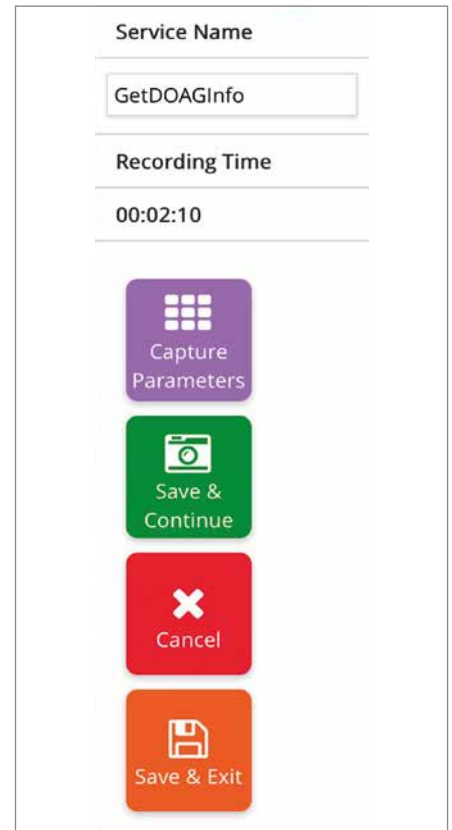 Service Name
GetDOAGInfo
Recording Time
00:02:10
Capture
Parameters
Save &
Continue
Cancel
Save & Exit